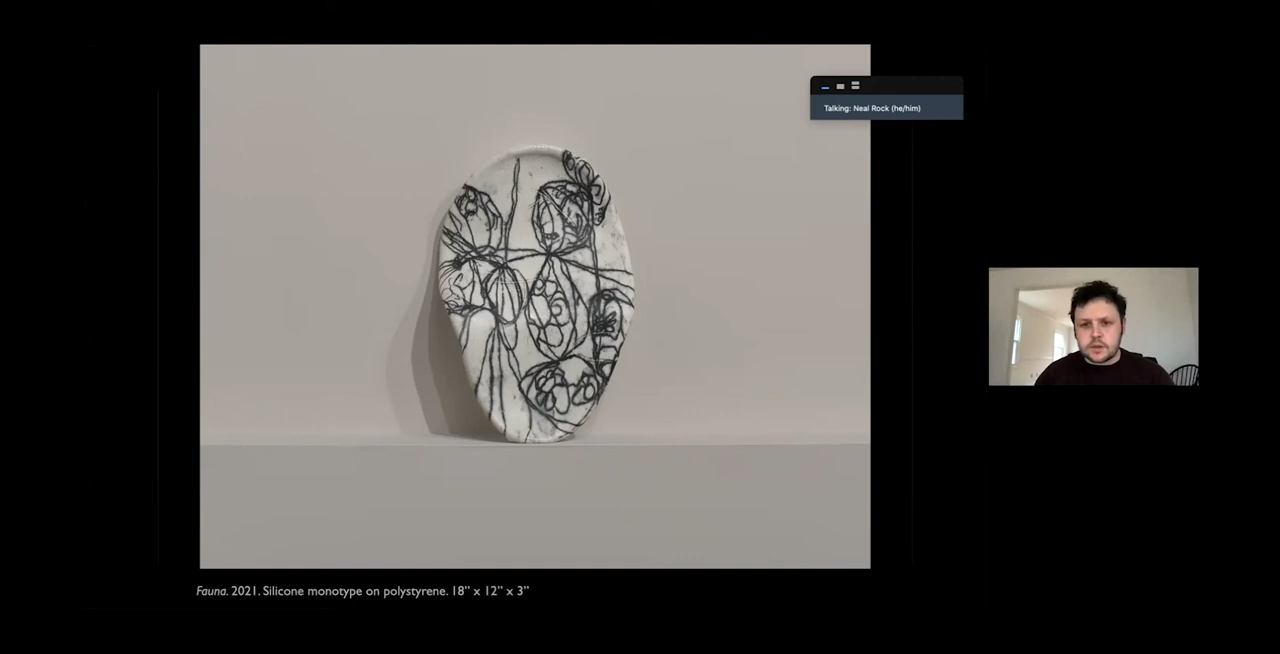 Talking: Neal Rock (he/him)
Fauna. 2021. Silicone monotype on polystyrene. 18” x 12” x 3”